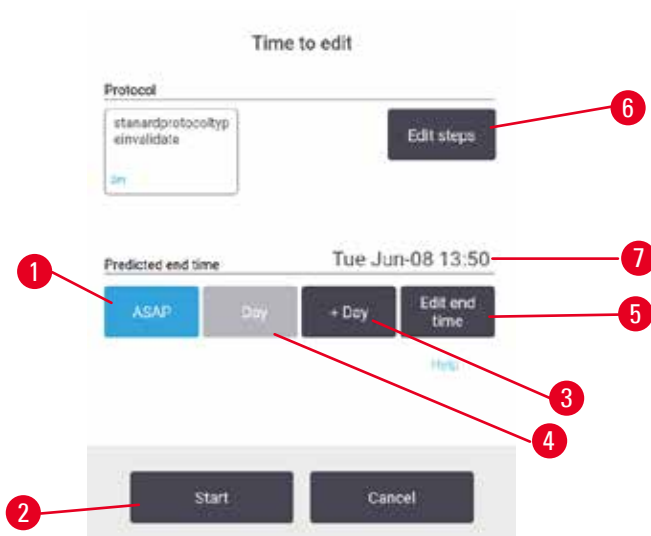 Time to edit
Protocol
stanardprotocoltyp
einvalidate
Edit steps
6
Predicted end time
Tue Jun-08 13:50
7
1
ASAP
Day
+ Day
Edit end
time
5
Help
3
4
Start
Cancel
2